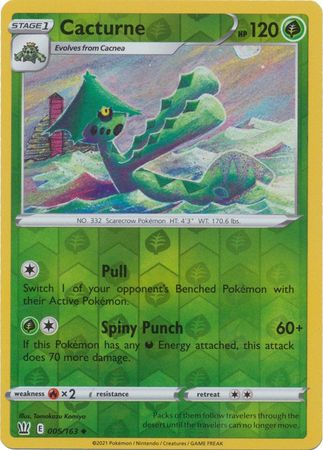 STAGE 1 Cacturne HP 120
Evolves from Cacnea
NO. 332 Scarecrow Pokémon HT: 4'3" WT: 170.6 lbs.
Pull
Switch 1 of your opponent's Benched Pokémon with
their Active Pokémon.
Spiny Punch 60+
If this Pokémon has any Energy attached, this attack
does 70 more damage.
weakness ×2 resistance retreat
Illus. Tomokazu Komiya
E 005/163
Packs of them follow travelers through the
desert until the travelers can no longer move.
©2021 Pokémon / Nintendo / Creatures / GAME FREAK